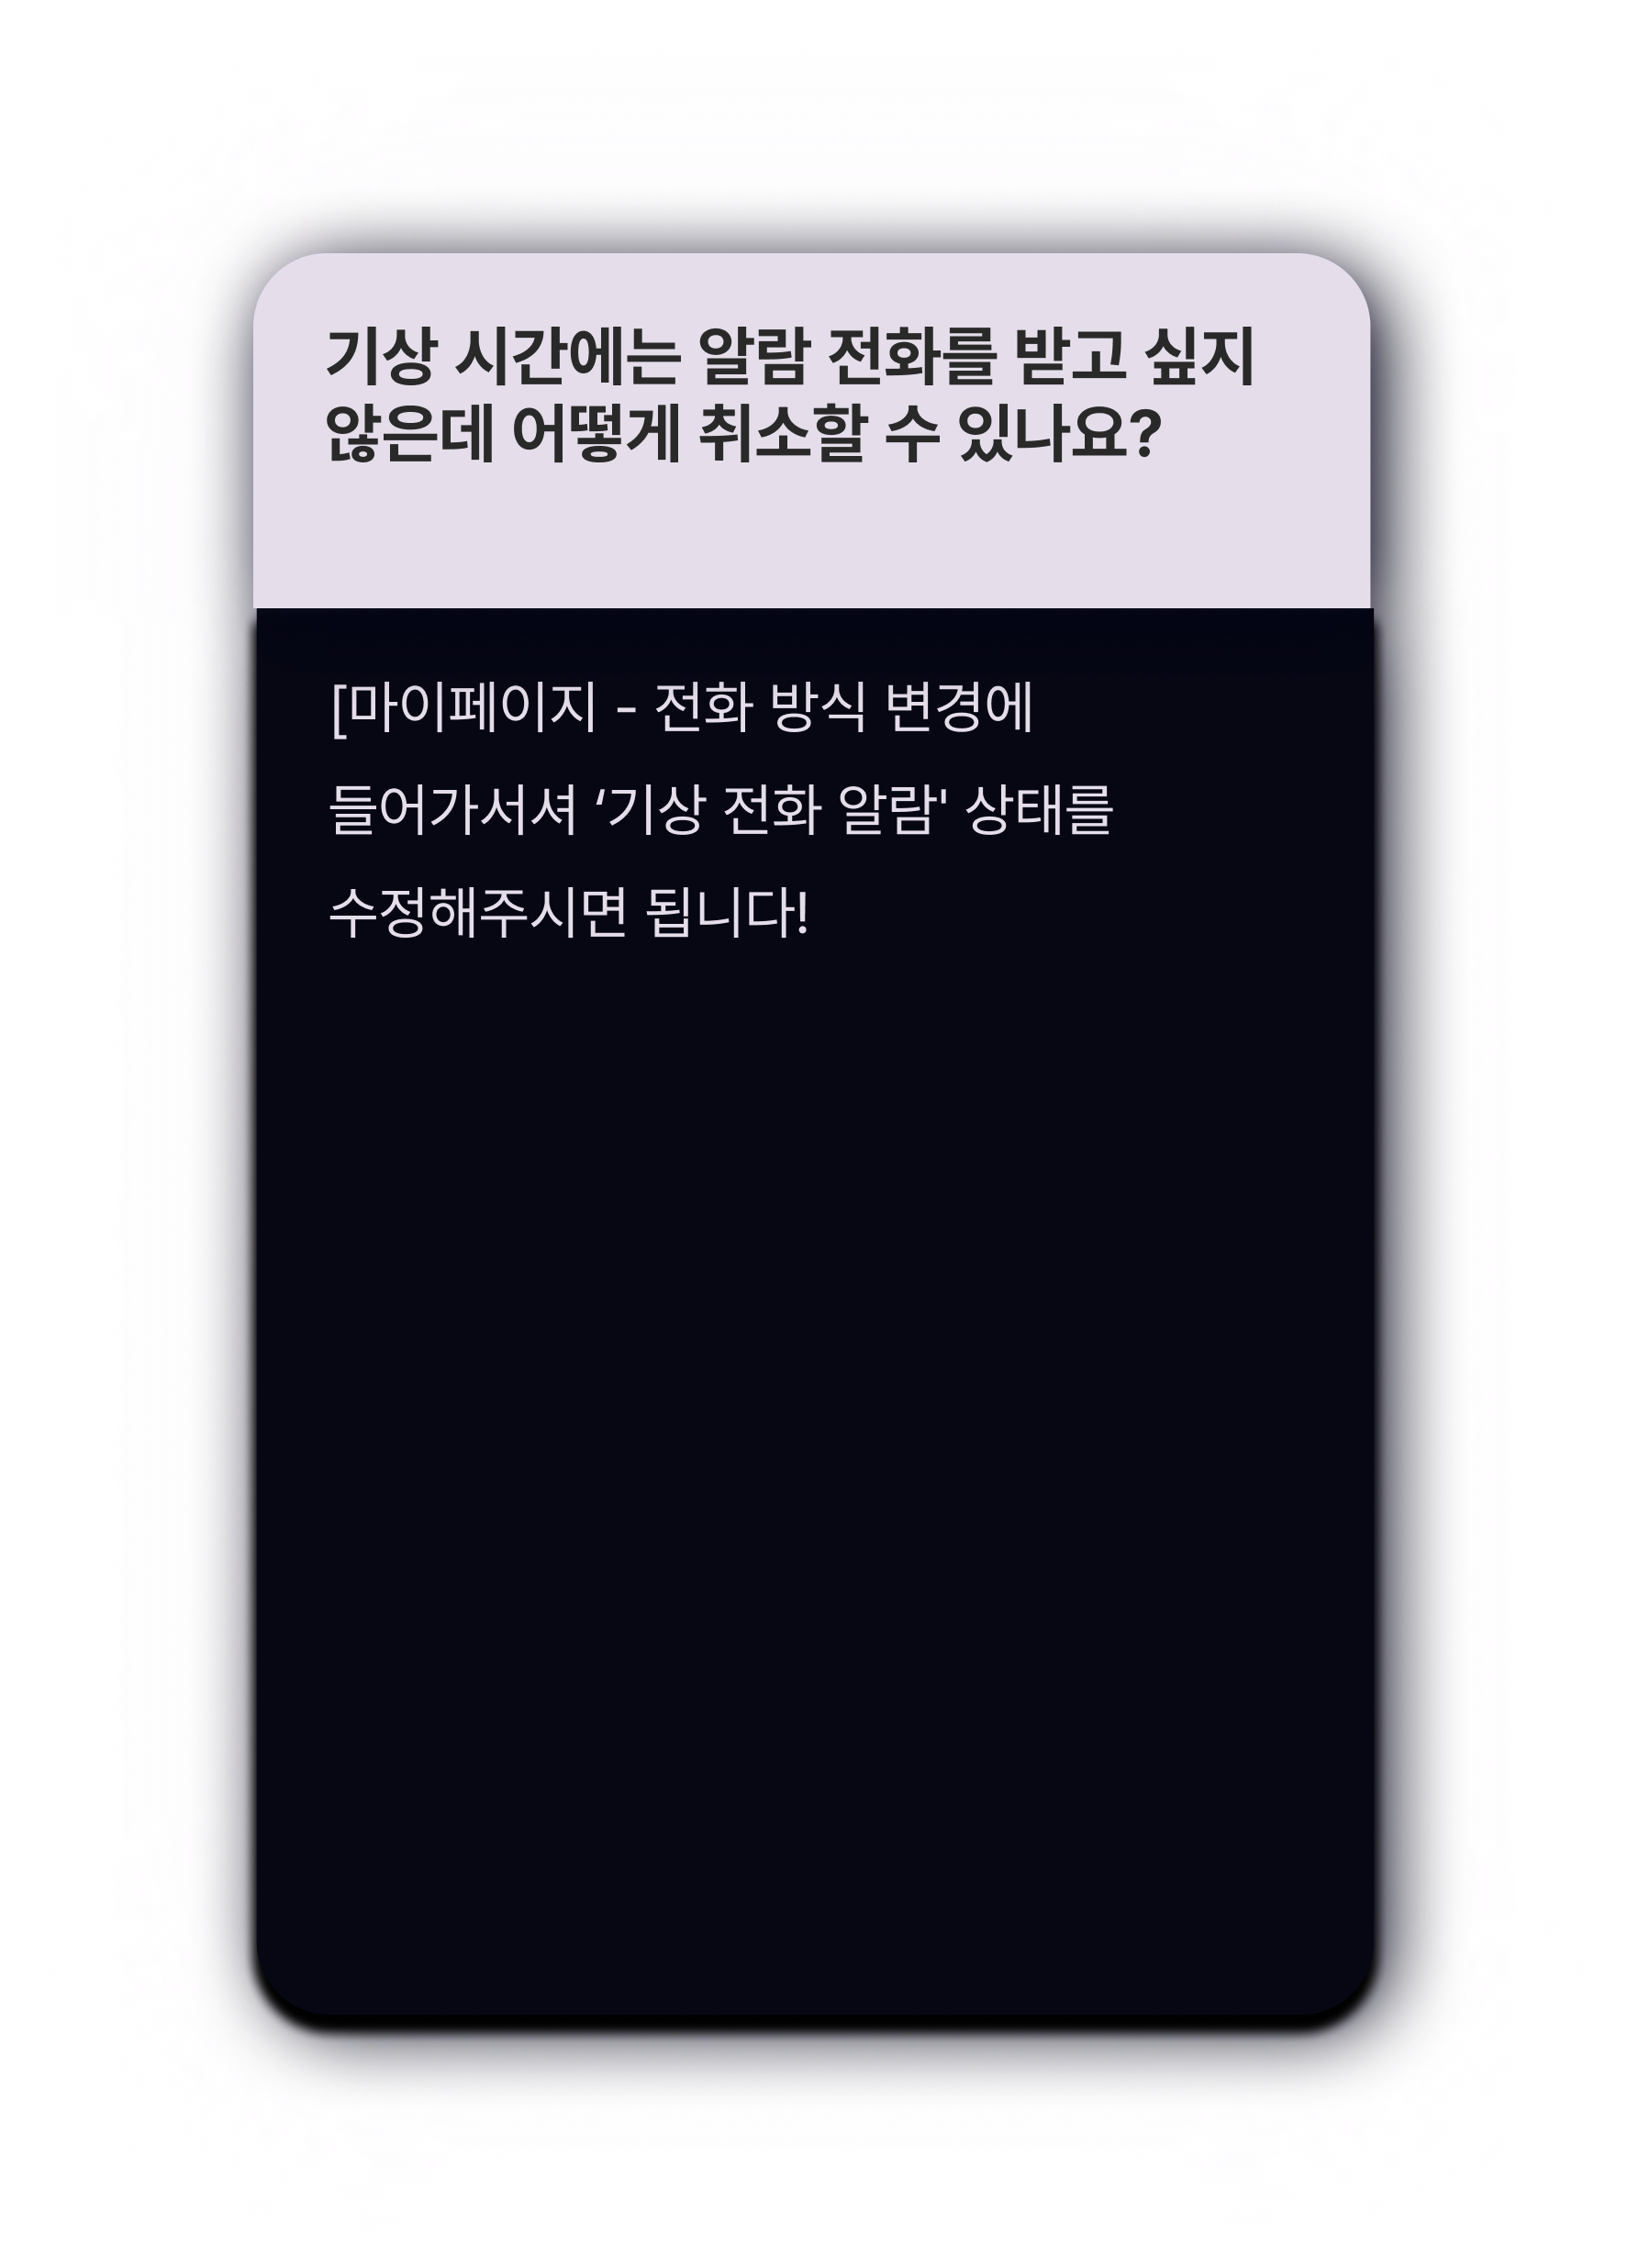 기상 시간에는 알람 전화를 받고 싶지
않은데 어떻게 취소할 수 있나요?
[마이페이지 - 전화 방식 변경에
들어가서셔 ‘기상 전화 알람' 상태를
수정해주시면 됩니다!